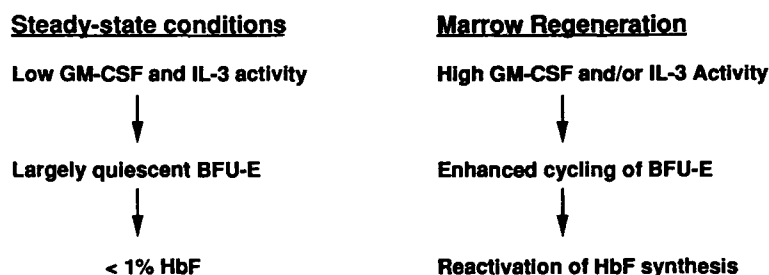 Steady-state conditions
Low GM-CSF and IL-3 activity
Largely quiescent BFU-E
< 1% HbF
Marrow Regeneration
High GM-CSF and/or IL-3 Activity
Enhanced cycling of BFU-E
Reactivation of HbF synthesis